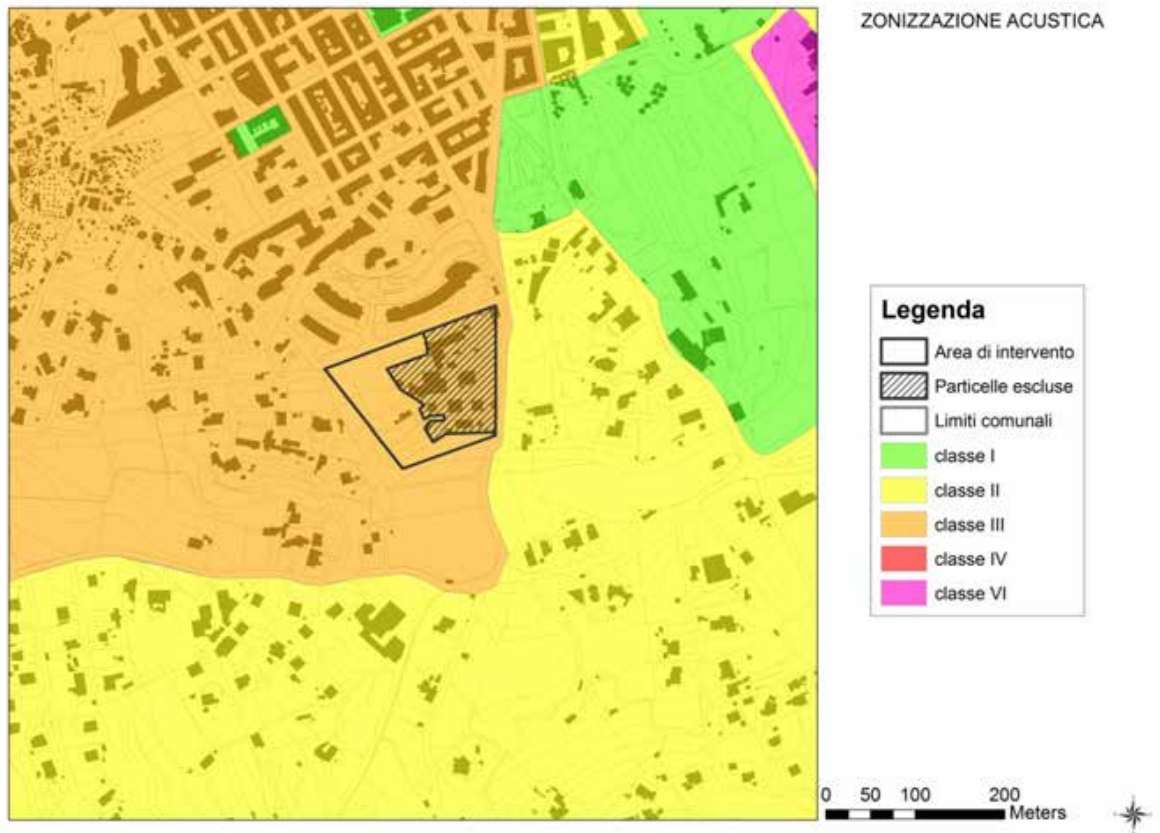 ZONIZZAZIONE ACUSTICA
Legenda
Area di intervento
Particelle escluse
Limiti comunali
classe I
classe II
classe III
classe IV
classe VI
0 50 100 200
Meters